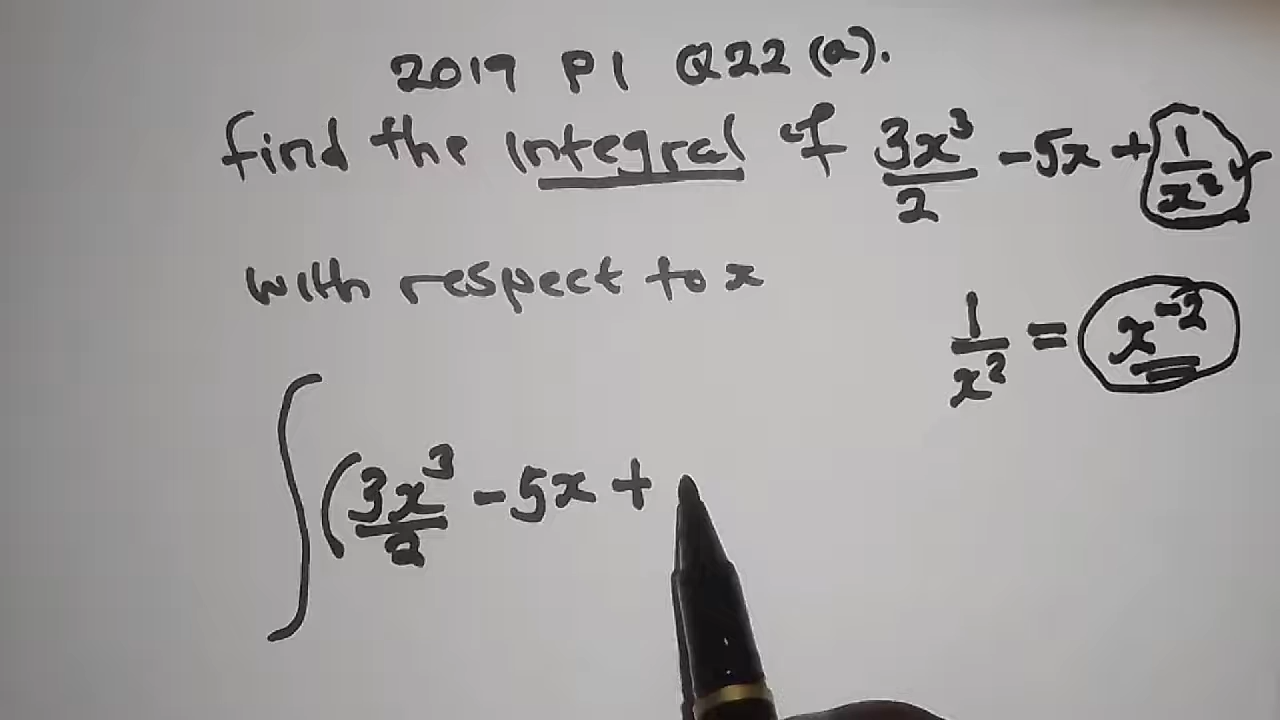 2019 P1 Q22 (a).
find the integral of 3x³/2 - 5x + 1/x²
with respect to x
1/x² = x⁻²
∫ (3x³/2 - 5x +